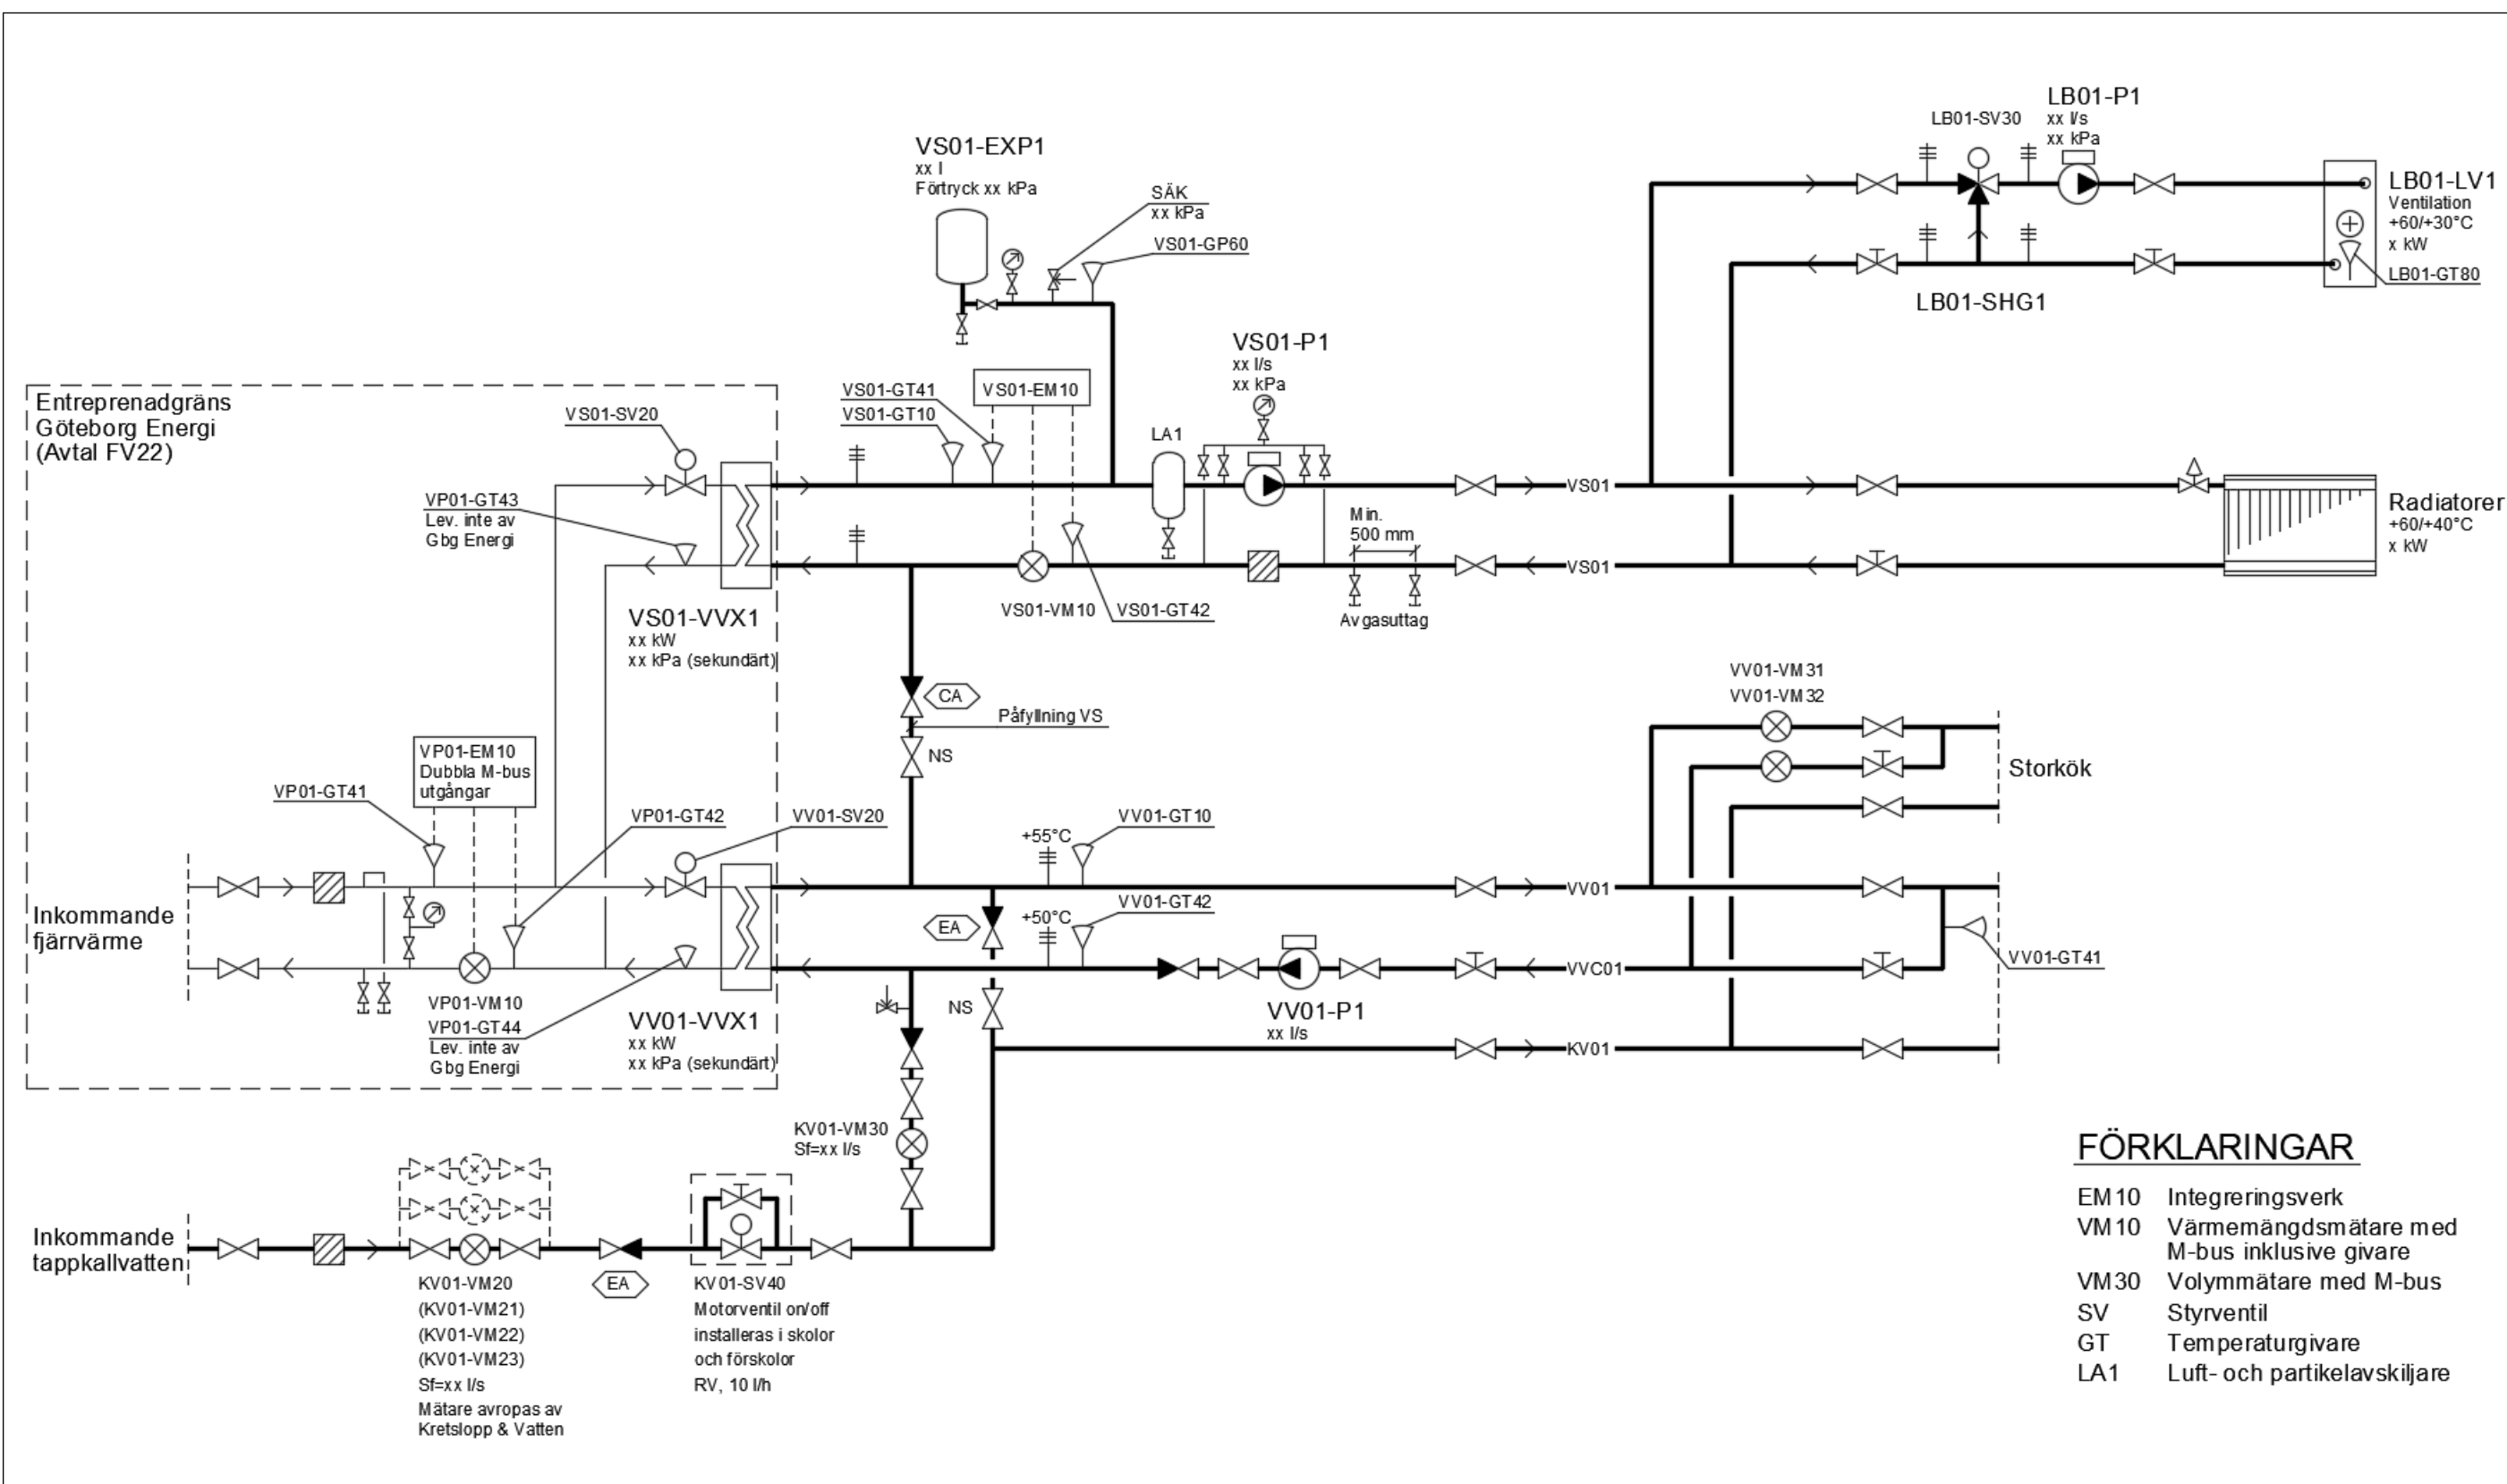 LB01-P1
xx l/s
xx kPa
LB01-SV30
LB01-LV1
Ventilation
+60/+30°C
x kW
LB01-GT80
LB01-SHG1
VS01-EXP1
xx l
Förtryck xx kPa
SÄK
xx kPa
VS01-GP60
VS01-P1
xx l/s
xx kPa
Entreprenadgräns
Göteborg Energi
(Avtal FV22)
VS01-SV20
VS01-GT41
VS01-GT10
VS01-EM10
LA1
VP01-GT43
Lev. inte av
Gbg Energi
VS01
Min.
500 mm
VS01
Radiatorer
+60/+40°C
x kW
VS01-VVX1
xx kW
xx kPa (sekundärt)
VS01-VM10
VS01-GT42
Avgasuttag
CA
Påfyllning VS
NS
VV01-VM31
VV01-VM32
Storkök
VP01-EM10
Dubbla M-bus
utgångar
VP01-GT41
VP01-GT42
VV01-SV20
+55°C
VV01-GT10
VV01
Inkommande
fjärrvärme
EA
+50°C
VV01-GT42
VVC01
VV01-GT41
VP01-VM10
VP01-GT44
Lev. inte av
Gbg Energi
VV01-VVX1
xx kW
xx kPa (sekundärt)
NS
VV01-P1
xx l/s
KV01
KV01-VM30
Sf=xx l/s
Inkommande
tappkallvatten
KV01-VM20
(KV01-VM21)
(KV01-VM22)
(KV01-VM23)
Sf=xx l/s
Mätare avropas av
Kretslopp & Vatten
EA
KV01-SV40
Motorventil on/off
installeras i skolor
och förskolor
RV, 10 l/h
FÖRKLARINGAR
EM10 Integreringsverk
VM10 Värmemängdsmätare med
M-bus inklusive givare
VM30 Volymmätare med M-bus
SV Styrventil
GT Temperaturgivare
LA1 Luft- och partikelavskiljare